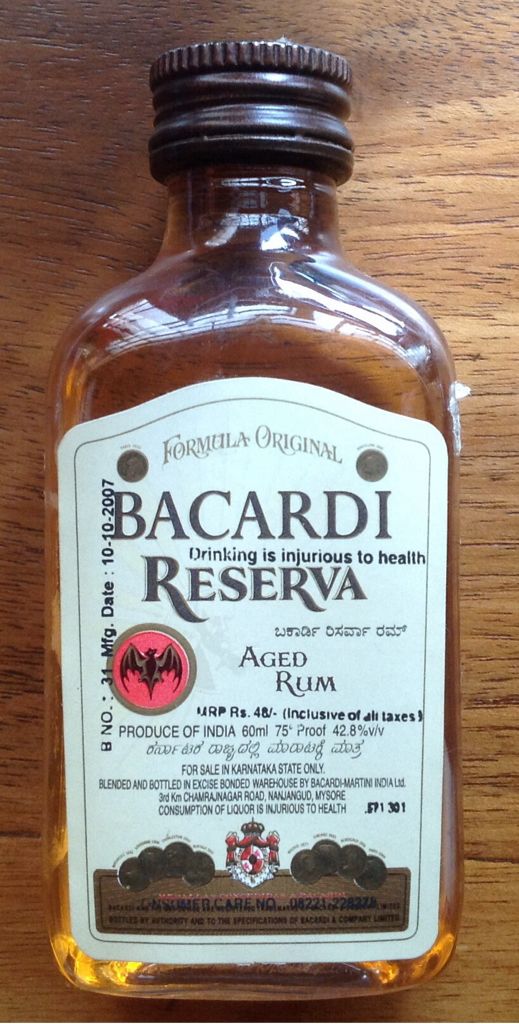 FORMULA ORIGINAL
BACARDI
Drinking is injurious to health
RESERVA
ಬಕಾರ್ಡಿ ರಿಸರ್ವಾ ರಮ್
AGED
RUM
B NO. : 31 Mfg. Date : 10-10-2007
MRP Rs. 48/- (Inclusive of all taxes)
PRODUCE OF INDIA 60ml 75° Proof 42.8%v/v
ಕರ್ನಾಟಕ ರಾಜ್ಯದಲ್ಲಿ ಮಾರಾಟಕ್ಕೆ ಮಾತ್ರ
FOR SALE IN KARNATAKA STATE ONLY.
BLENDED AND BOTTLED IN EXCISE BONDED WAREHOUSE BY BACARDI-MARTINI INDIA Ltd.
3rd Km CHAMRAJNAGAR ROAD, NANJANGUD, MYSORE
CONSUMPTION OF LIQUOR IS INJURIOUS TO HEALTH
CONSUMER CARE NO.
BOTTLED BY AUTHORITY AND TO THE SPECIFICATIONS OF BACARDI & COMPANY LIMITED